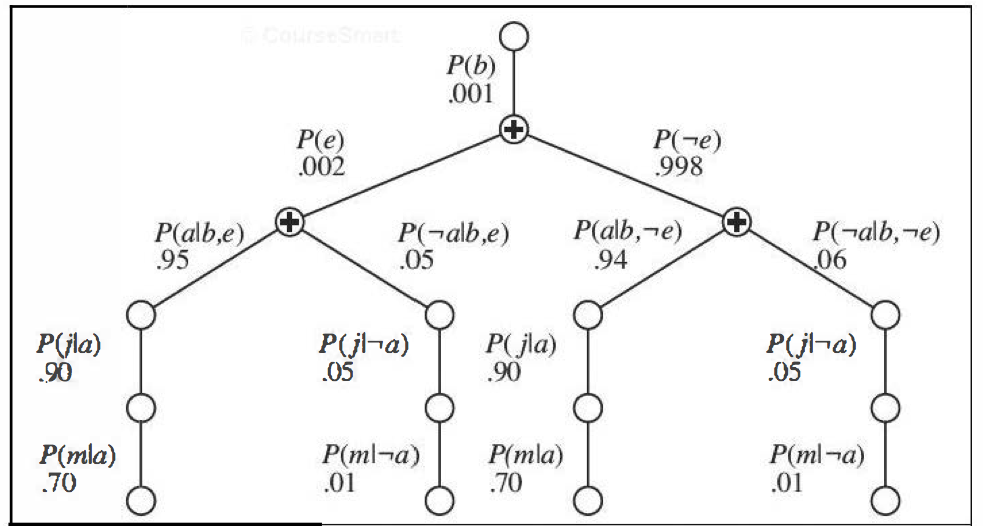 © CourseSmart
P(b)
.001
P(e)
.002
P(¬e)
.998
P(a|b,e)
.95
P(¬a|b,e)
.05
P(a|b,¬e)
.94
P(¬a|b,¬e)
.06
P(j|a)
.90
P(j|¬a)
.05
P(j|a)
.90
P(j|¬a)
.05
P(m|a)
.70
P(m|¬a)
.01
P(m|a)
.70
P(m|¬a)
.01